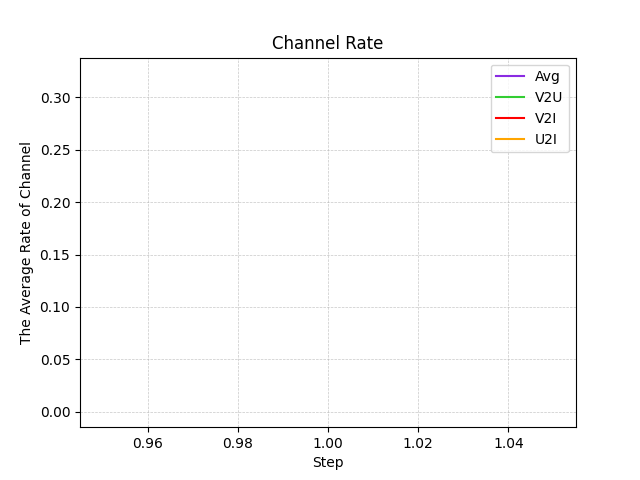 Channel Rate
Avg
V2U
V2I
U2I
The Average Rate of Channel
0.30
0.25
0.20
0.15
0.10
0.05
0.00
0.96
0.98
1.00
1.02
1.04
Step